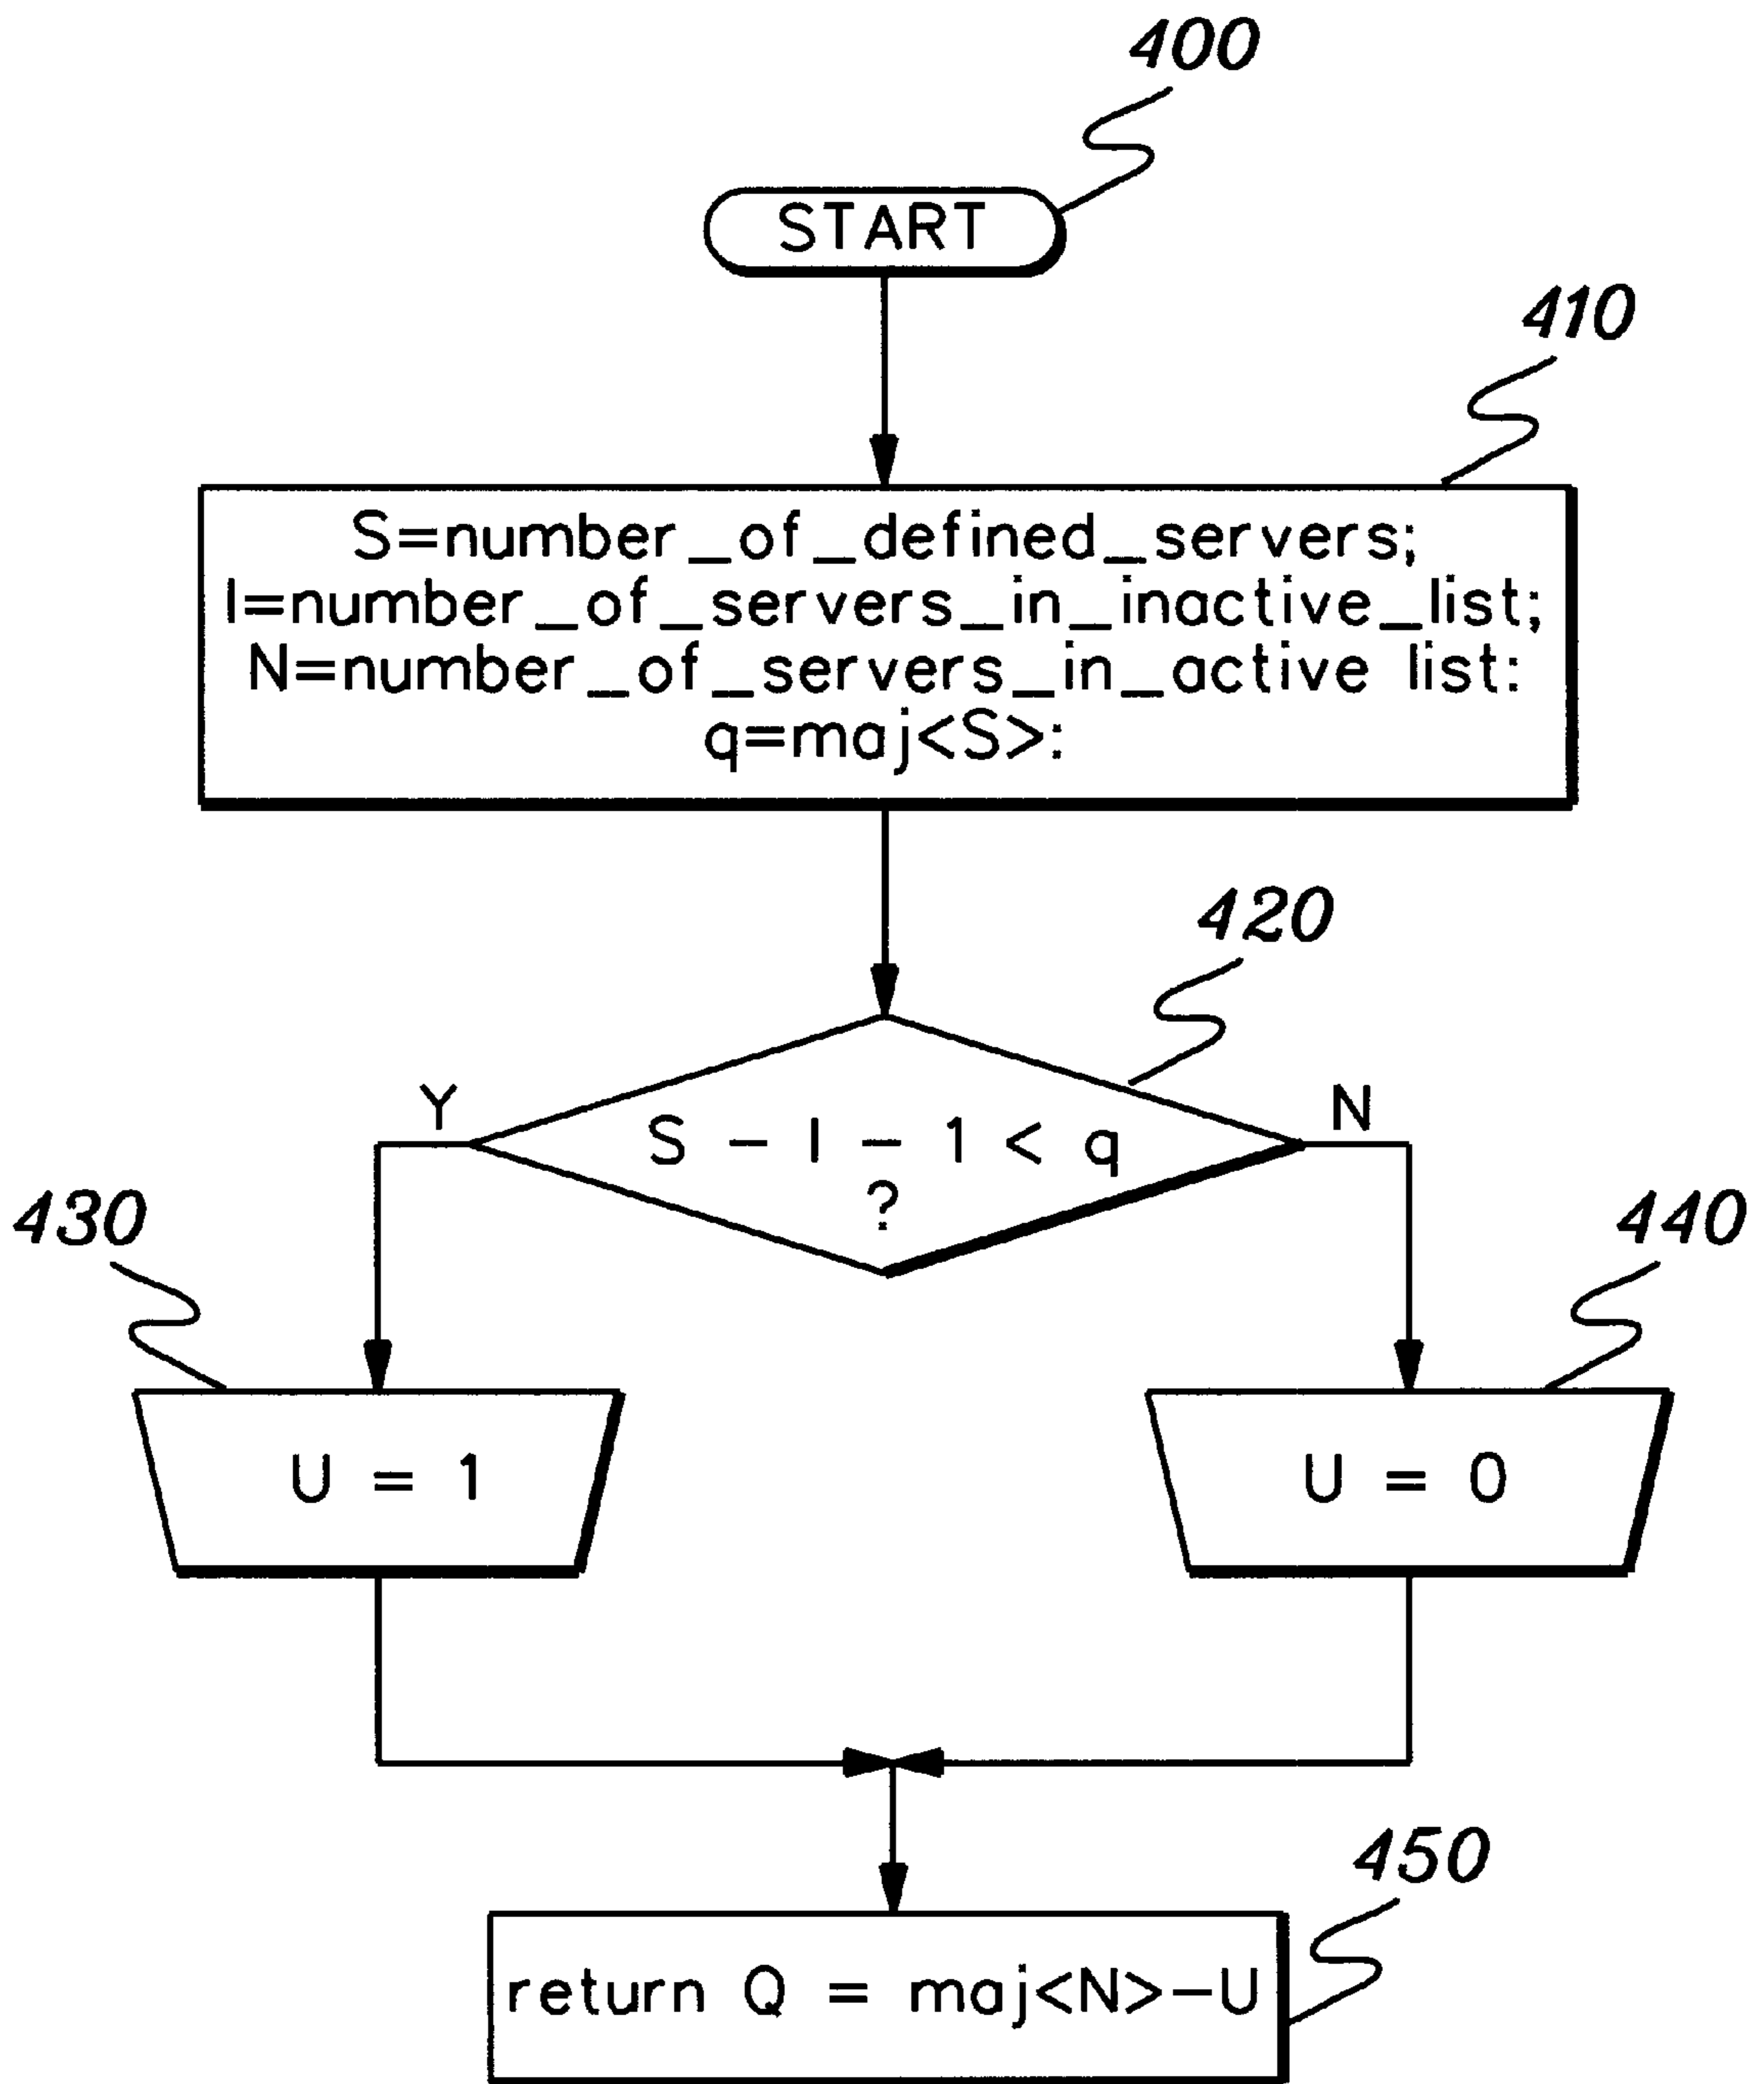 400
START
410
S=number_of_defined_servers;
I=number_of_servers_in_inactive_list;
N=number_of_servers_in_active list:
q=maj<S>:
420
Y
N
S - I - 1 < q
?
430
440
U = 1
U = 0
450
return Q = maj<N>-U